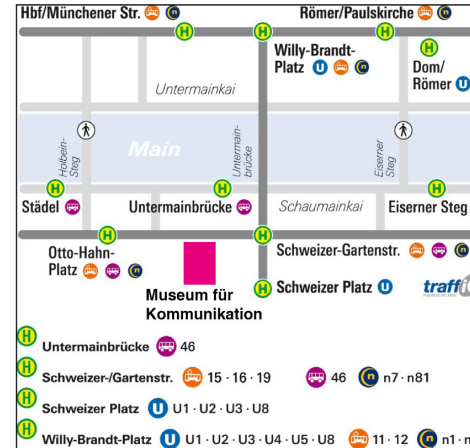 Hbf/Münchener Str. n
Römer/Paulskirche n
Willy-Brandt-
Platz U n
Dom/
Römer U
Untermainkai
Holbein-
Steg
Main
Untermain-
brücke
Eiserner
Steg
Städel
Untermainbrücke
Schaumainkai
Eiserner Steg
Otto-Hahn-
Platz n
Schweizer-Gartenstr. n
Museum für
Kommunikation
Schweizer Platz U
traffi
H Untermainbrücke 46
H Schweizer-/Gartenstr. 15 · 16 · 19 46 n n7 · n81
H Schweizer Platz U U1 · U2 · U3 · U8
H Willy-Brandt-Platz U U1 · U2 · U3 · U4 · U5 · U8 11 · 12 n n1 ·